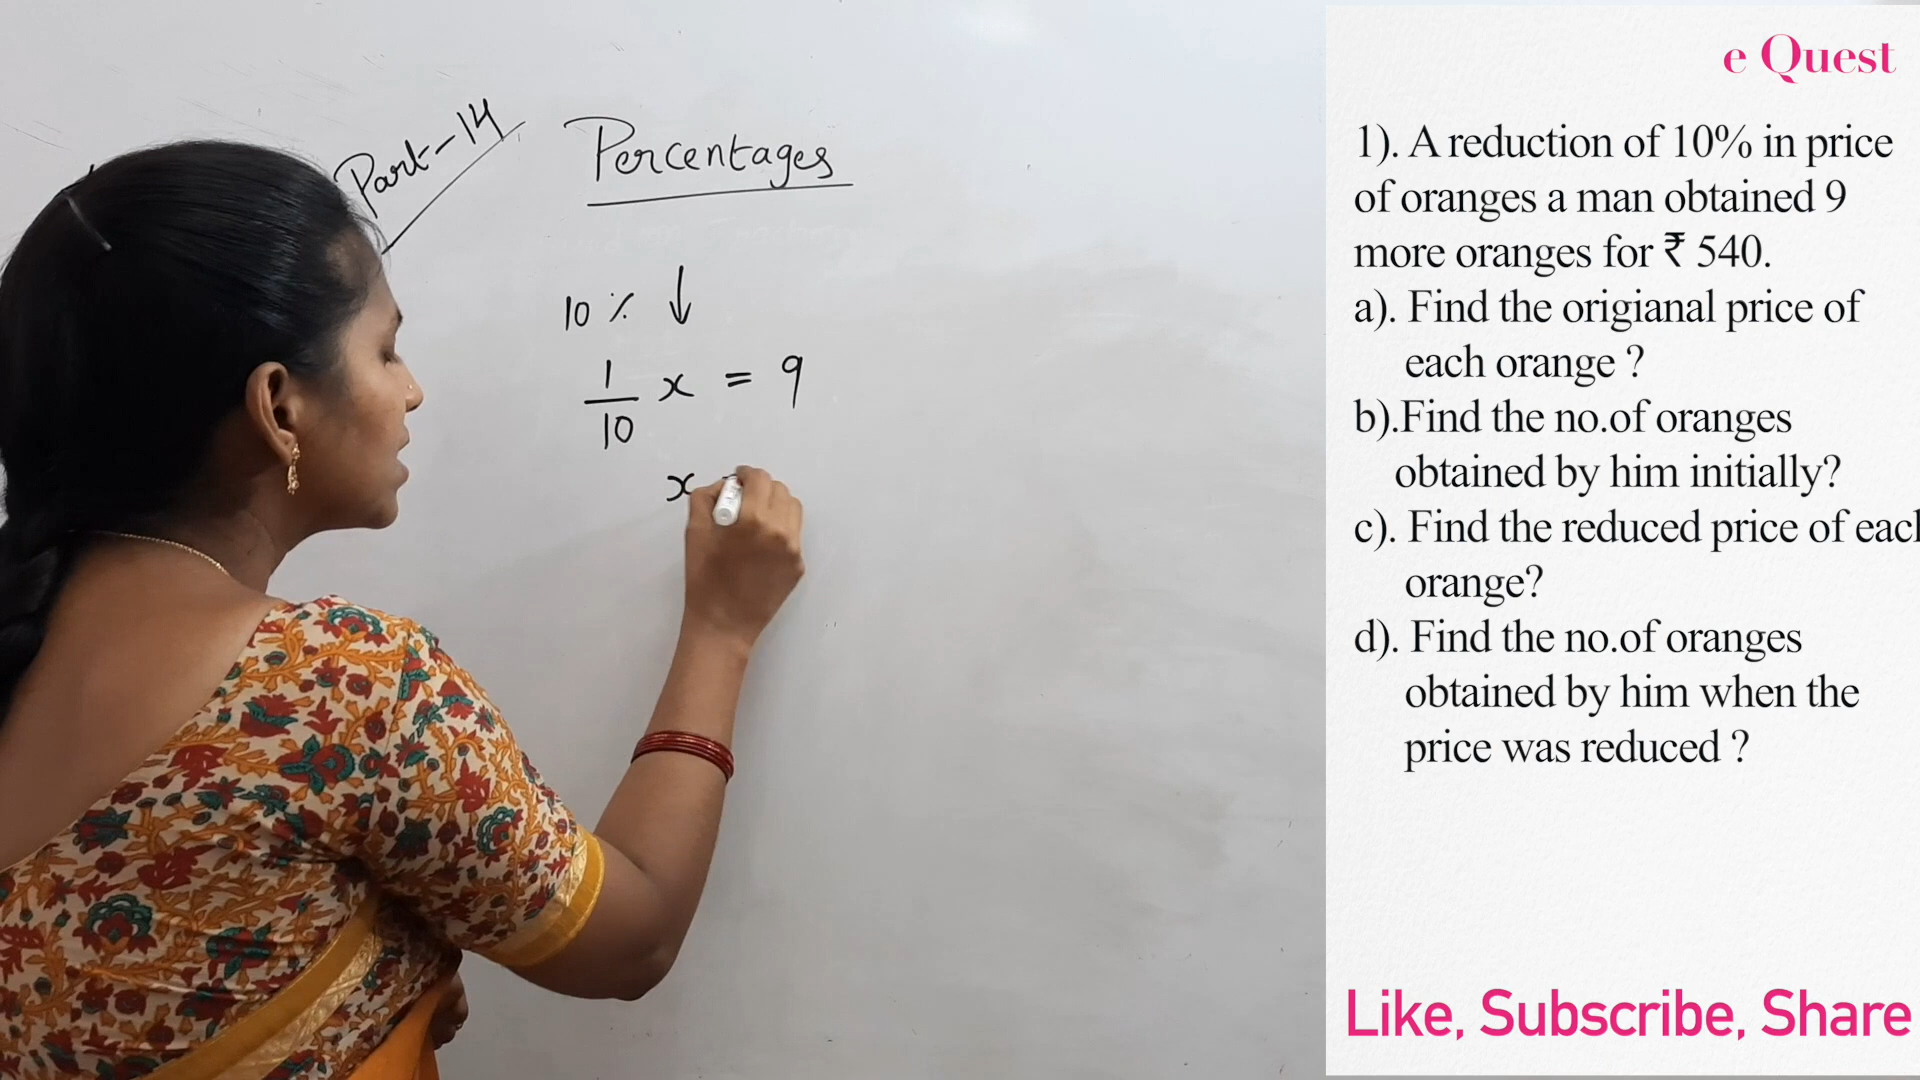 Part-14
Percentages
10 % ↓
1/10 x = 9
x
e Quest
1). A reduction of 10% in price
of oranges a man obtained 9
more oranges for ₹ 540.
a). Find the origianal price of
each orange ?
b).Find the no.of oranges
obtained by him initially?
c). Find the reduced price of each
orange?
d). Find the no.of oranges
obtained by him when the
price was reduced ?
Like, Subscribe, Share